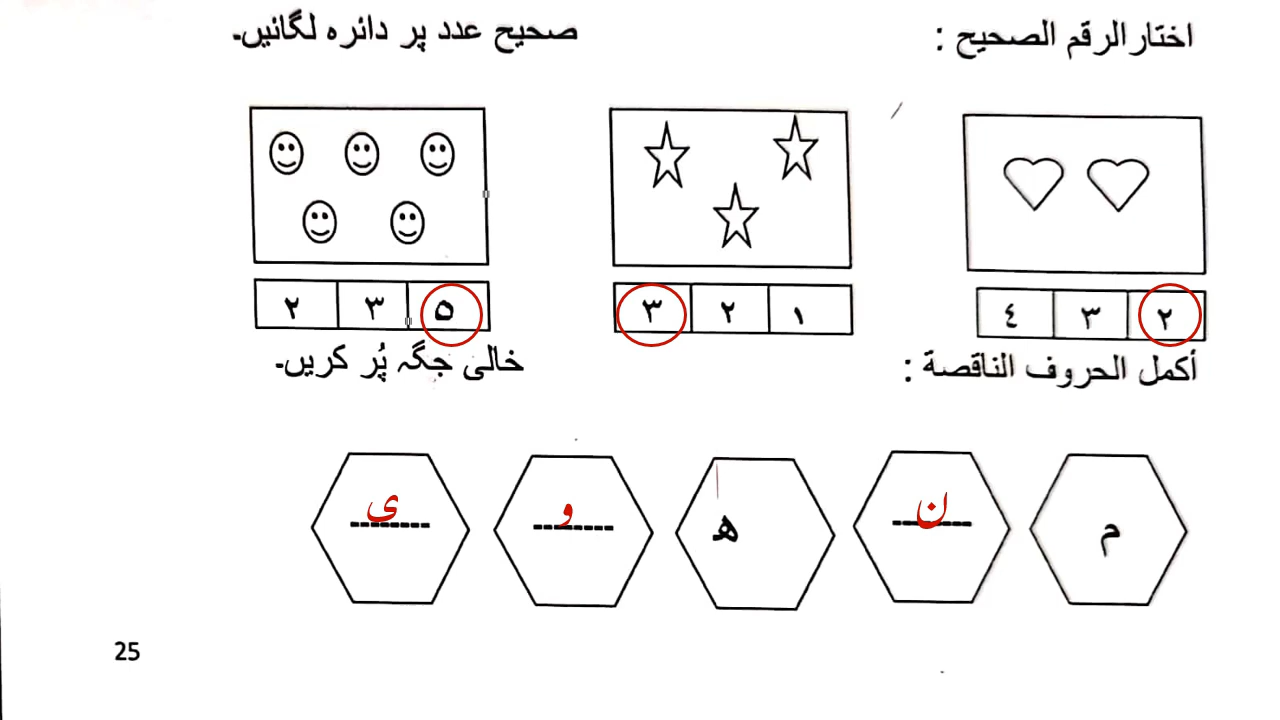 اختار الرقم الصحيح : صحیح عدد پر دائرہ لگائیں۔
٢ ٣ ٤
١ ٢ ٣
٥ ٣ ٢
أكمل الحروف الناقصة : خالی جگہ پُر کریں۔
م ن ه و ی
25